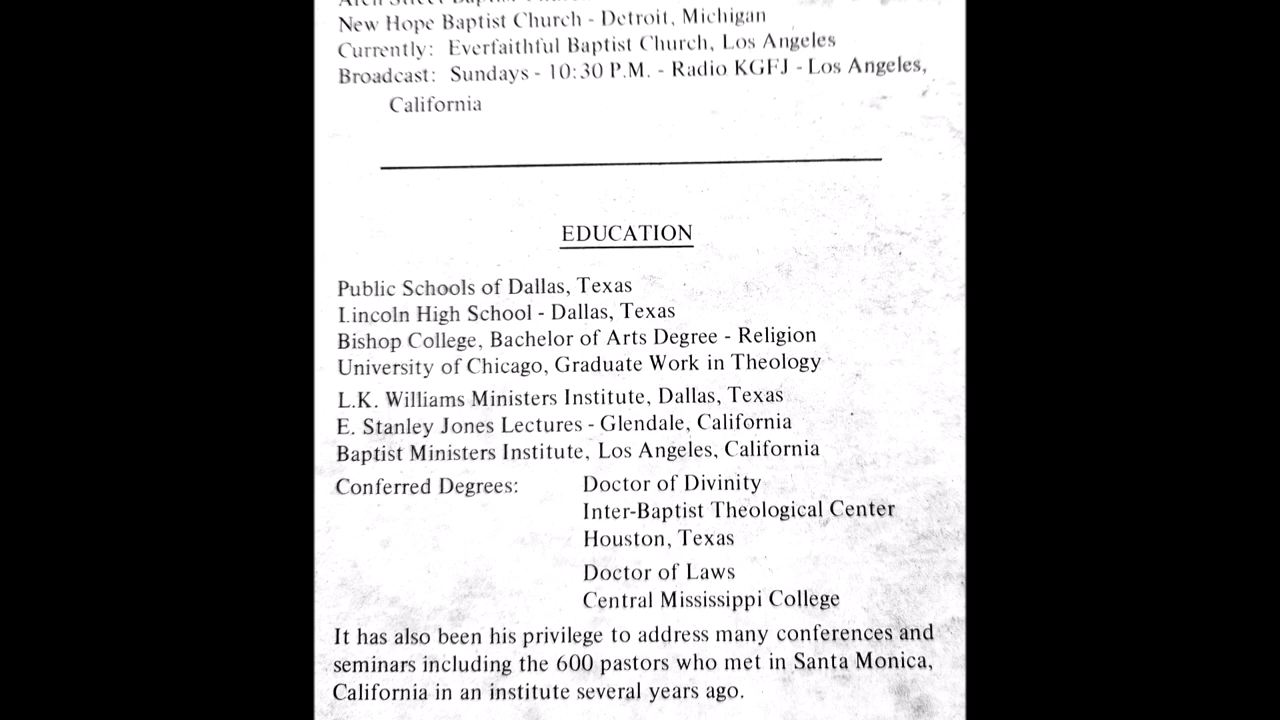 New Hope Baptist Church - Detroit, Michigan
Currently: Everfaithful Baptist Church, Los Angeles
Broadcast: Sundays - 10:30 P.M. - Radio KGFJ - Los Angeles,
California
EDUCATION
Public Schools of Dallas, Texas
Lincoln High School - Dallas, Texas
Bishop College, Bachelor of Arts Degree - Religion
University of Chicago, Graduate Work in Theology
L.K. Williams Ministers Institute, Dallas, Texas
E. Stanley Jones Lectures - Glendale, California
Baptist Ministers Institute, Los Angeles, California
Conferred Degrees: Doctor of Divinity
Inter-Baptist Theological Center
Houston, Texas
Doctor of Laws
Central Mississippi College
It has also been his privilege to address many conferences and
seminars including the 600 pastors who met in Santa Monica,
California in an institute several years ago.